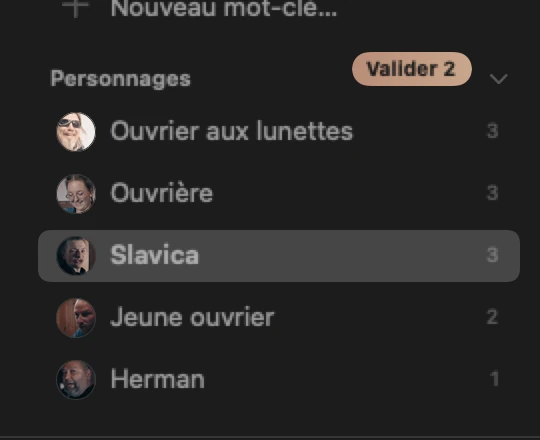 Nouveau mot-clé...
Personnages
Valider 2
Ouvrier aux lunettes 3
Ouvrière 3
Slavica 3
Jeune ouvrier 2
Herman 1